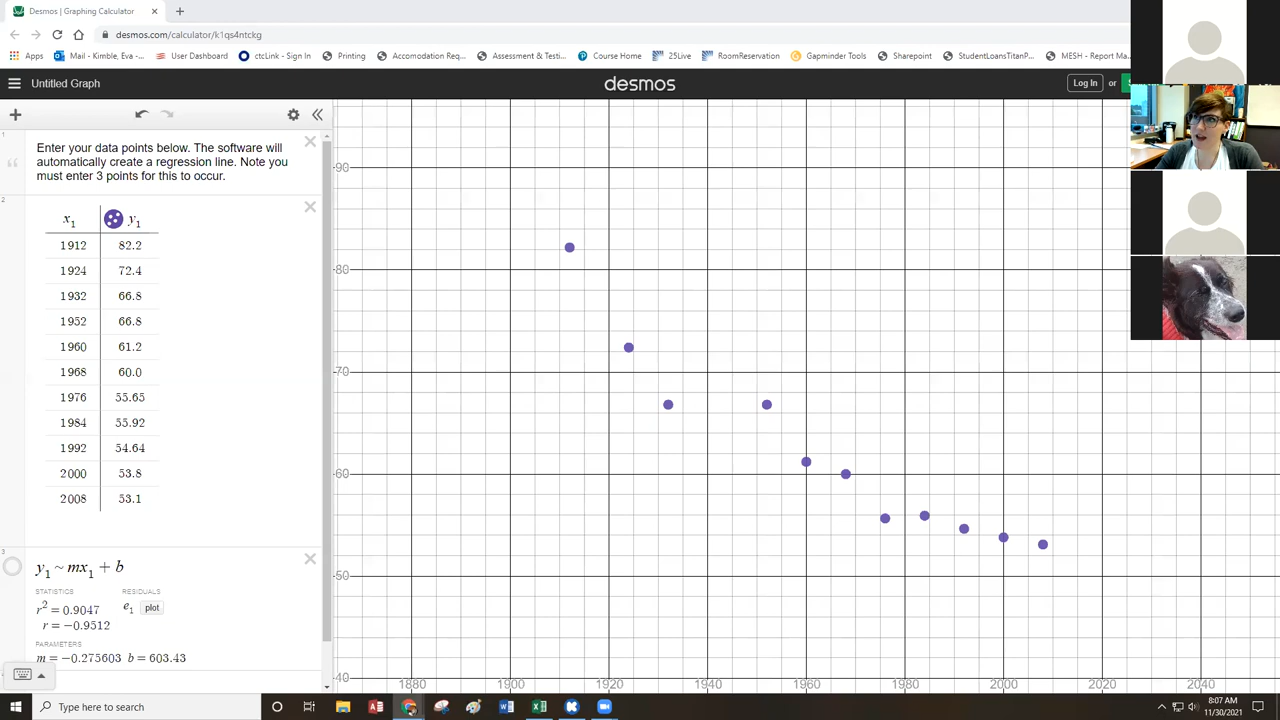 Desmos | Graphing Calculator
desmos.com/calculator/k1qs4ntckg
Apps Mail - Kimble, Eva -... User Dashboard ctcLink - Sign In Printing Accomodation Req... Assessment & Testi... Course Home 25Live RoomReservation Gapminder Tools Sharepoint StudentLoansTitanP... MESH - Report Ma...
Untitled Graph desmos Log In or
1
Enter your data points below. The software will
automatically create a regression line. Note you
must enter 3 points for this to occur.
2
x₁ y₁
1912 82.2
1924 72.4
1932 66.8
1952 66.8
1960 61.2
1968 60.0
1976 55.65
1984 55.92
1992 54.64
2000 53.8
2008 53.1
3
y₁ ~ mx₁ + b
STATISTICS RESIDUALS
r² = 0.9047 e₁ plot
r = −0.9512
PARAMETERS
m = −0.275603 b = 603.43
90
80
70
60
50
40
1880 1900 1920 1940 1960 1980 2000 2020 2040
Type here to search
8:07 AM
11/30/2021